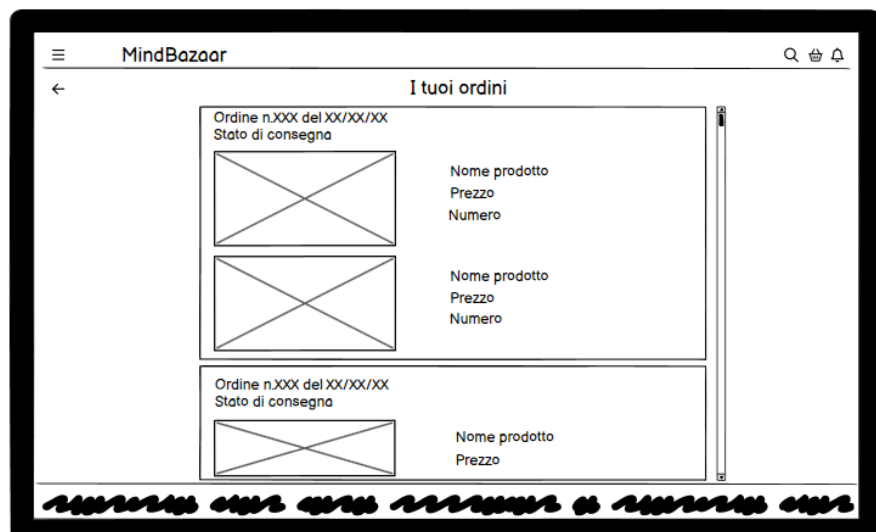 MindBazaar
I tuoi ordini
Ordine n.XXX del XX/XX/XX
Stato di consegna
Nome prodotto
Prezzo
Numero
Nome prodotto
Prezzo
Numero
Ordine n.XXX del XX/XX/XX
Stato di consegna
Nome prodotto
Prezzo